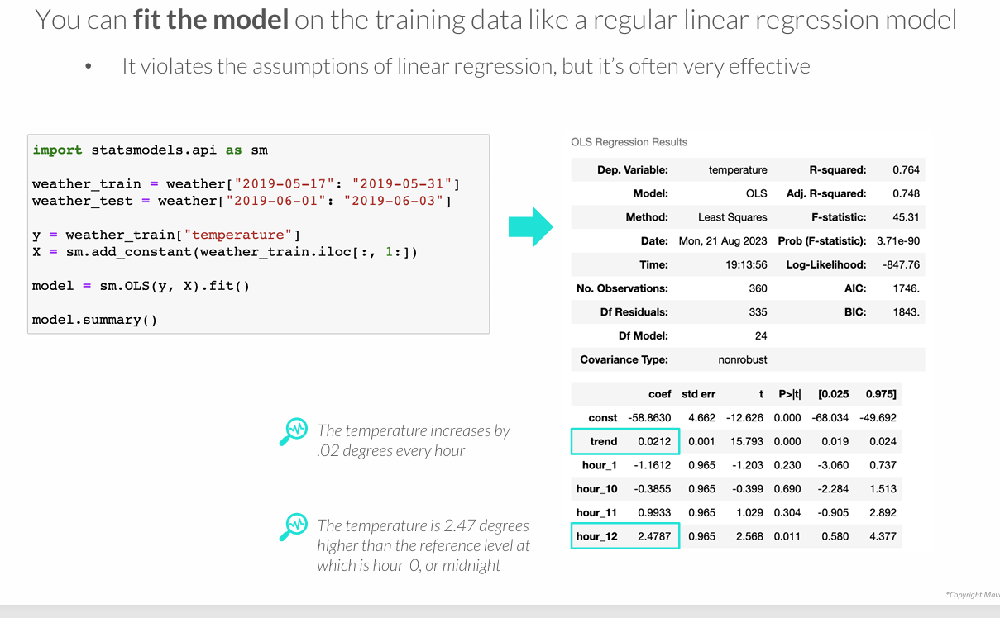 You can fit the model on the training data like a regular linear regression model
• It violates the assumptions of linear regression, but it's often very effective
import statsmodels.api as sm
weather_train = weather["2019-05-17": "2019-05-31"]
weather_test = weather["2019-06-01": "2019-06-03"]
y = weather_train["temperature"]
X = sm.add_constant(weather_train.iloc[:, 1:])
model = sm.OLS(y, X).fit()
model.summary()
OLS Regression Results
Dep. Variable: temperature R-squared: 0.764
Model: OLS Adj. R-squared: 0.748
Method: Least Squares F-statistic: 45.31
Date: Mon, 21 Aug 2023 Prob (F-statistic): 3.71e-90
Time: 19:13:56 Log-Likelihood: -847.76
No. Observations: 360 AIC: 1746.
Df Residuals: 335 BIC: 1843.
Df Model: 24
Covariance Type: nonrobust
coef std err t P>|t| [0.025 0.975]
const -58.8630 4.662 -12.626 0.000 -68.034 -49.692
trend 0.0212 0.001 15.793 0.000 0.019 0.024
hour_1 -1.1612 0.965 -1.203 0.230 -3.060 0.737
hour_10 -0.3855 0.965 -0.399 0.690 -2.284 1.513
hour_11 0.9933 0.965 1.029 0.304 -0.905 2.892
hour_12 2.4787 0.965 2.568 0.011 0.580 4.377
The temperature increases by
.02 degrees every hour
The temperature is 2.47 degrees
higher than the reference level at
which is hour_0, or midnight
*Copyright